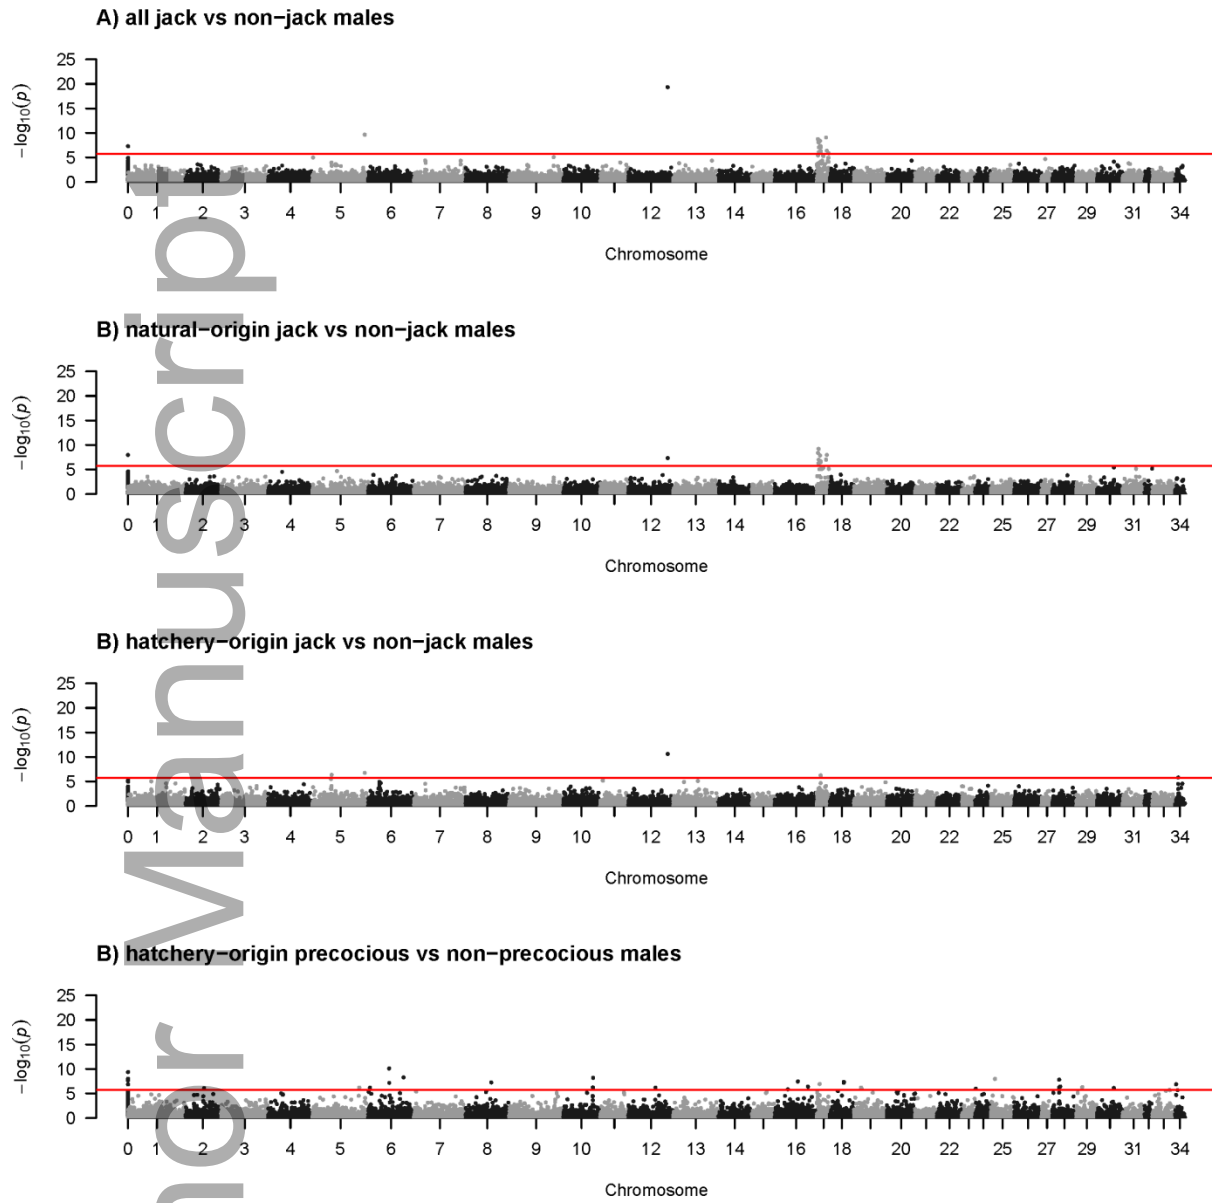 A) all jack vs non−jack males
25
20
15
10
5
0
−log10(p)
0 1 2 3 4 5 6 7 8 9 10 12 13 14 16 18 20 22 24 27 29 31 34
Chromosome
B) natural−origin jack vs non−jack males
25
20
15
10
5
0
−log10(p)
0 1 2 3 4 5 6 7 8 9 10 12 13 14 16 18 20 22 24 27 29 31 34
Chromosome
B) hatchery−origin jack vs non−jack males
25
20
15
10
5
0
−log10(p)
0 1 2 3 4 5 6 7 8 9 10 12 13 14 16 18 20 22 24 27 29 31 34
Chromosome
B) hatchery−origin precocious vs non−precocious males
25
20
15
10
5
0
−log10(p)
0 1 2 3 4 5 6 7 8 9 10 12 13 14 16 18 20 22 24 27 29 31 34
Chromosome
nor Manuscript